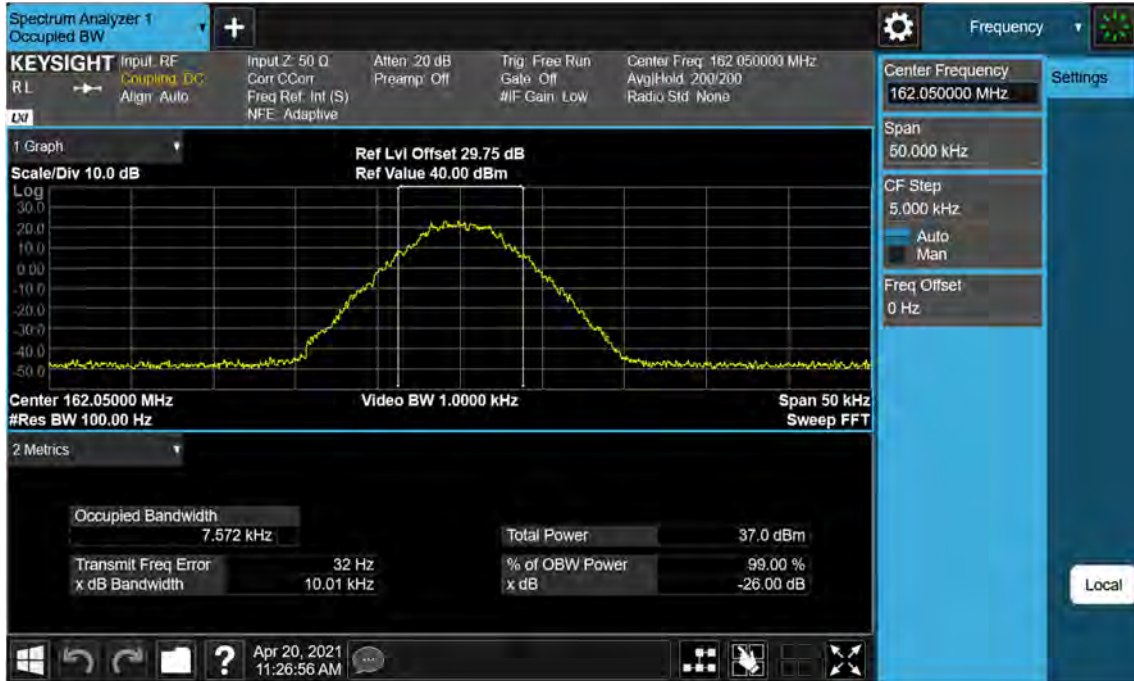 Spectrum Analyzer 1
Occupied BW
+
Frequency
KEYSIGHT Input: RF Input Z: 50 Ω Atten: 20 dB Trig: Free Run Center Freq: 162.050000 MHz
RL Coupling: DC Corr CCorr Preamp: Off Gate: Off Avg|Hold: 200/200
Align: Auto Freq Ref: Int (S) #IF Gain: Low Radio Std: None
LXI NFE: Adaptive
Center Frequency
162.050000 MHz
Settings
Span
50.000 kHz
CF Step
5.000 kHz
Auto
Man
Freq Offset
0 Hz
Local
1 Graph
Ref Lvl Offset 29.75 dB
Scale/Div 10.0 dB Ref Value 40.00 dBm
Log
30.0
20.0
10.0
0.00
-10.0
-20.0
-30.0
-40.0
-50.0
Center 162.05000 MHz Video BW 1.0000 kHz Span 50 kHz
#Res BW 100.00 Hz Sweep FFT
2 Metrics
Occupied Bandwidth
7.572 kHz Total Power 37.0 dBm
Transmit Freq Error 32 Hz % of OBW Power 99.00 %
x dB Bandwidth 10.01 kHz x dB -26.00 dB
? Apr 20, 2021
11:26:56 AM